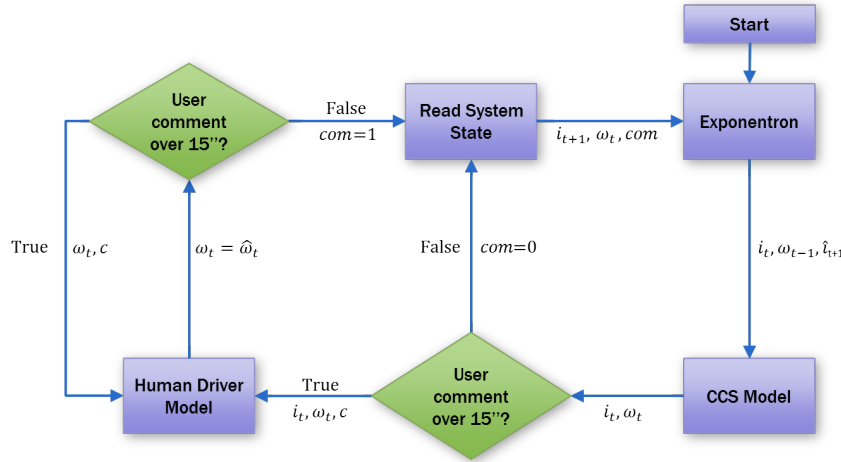 Start
User
comment
over 15”?
False
com=1
Read System
State
i_{t+1}, ω_t, com
Exponentron
True
ω_t, c
ω_t = ω̂_t
False
com=0
i_t, ω_{t−1}, î_{t+1}
Human Driver
Model
True
i_t, ω_t, c
User
comment
over 15”?
i_t, ω_t
CCS Model